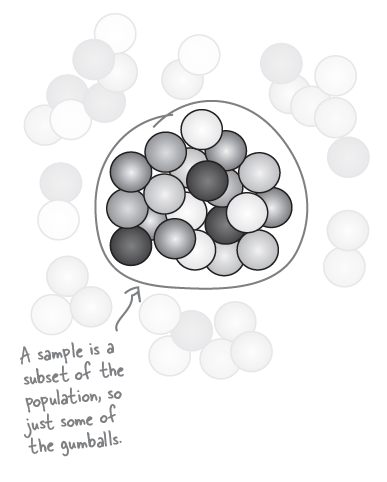 A sample is a
subset of the
population, so
just some of
the gumballs.